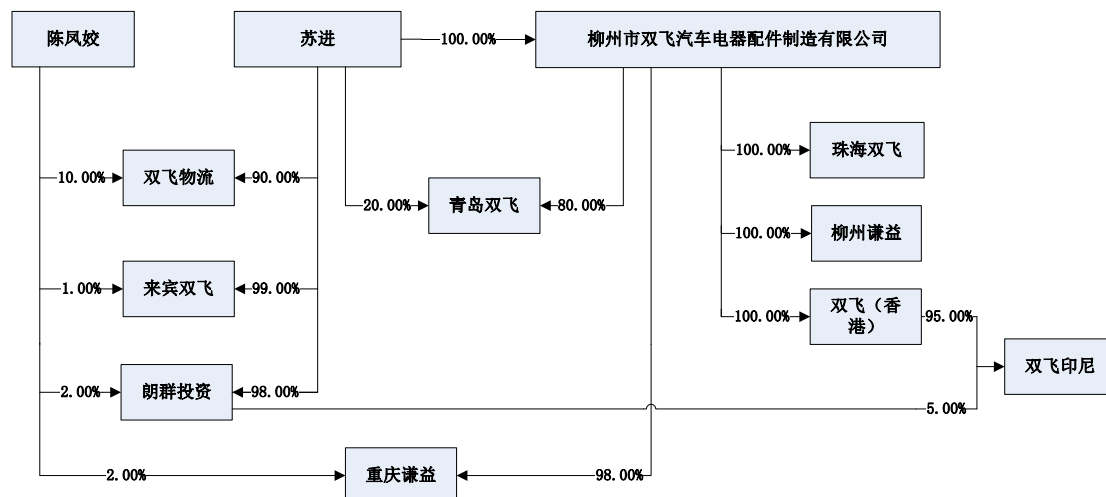 陈凤姣
苏进
100.00%
柳州市双飞汽车电器配件制造有限公司
100.00%
珠海双飞
10.00%
双飞物流
90.00%
20.00%
青岛双飞
80.00%
100.00%
柳州谦益
1.00%
来宾双飞
99.00%
100.00%
双飞（香
港）
95.00%
双飞印尼
2.00%
朗群投资
98.00%
5.00%
2.00%
重庆谦益
98.00%